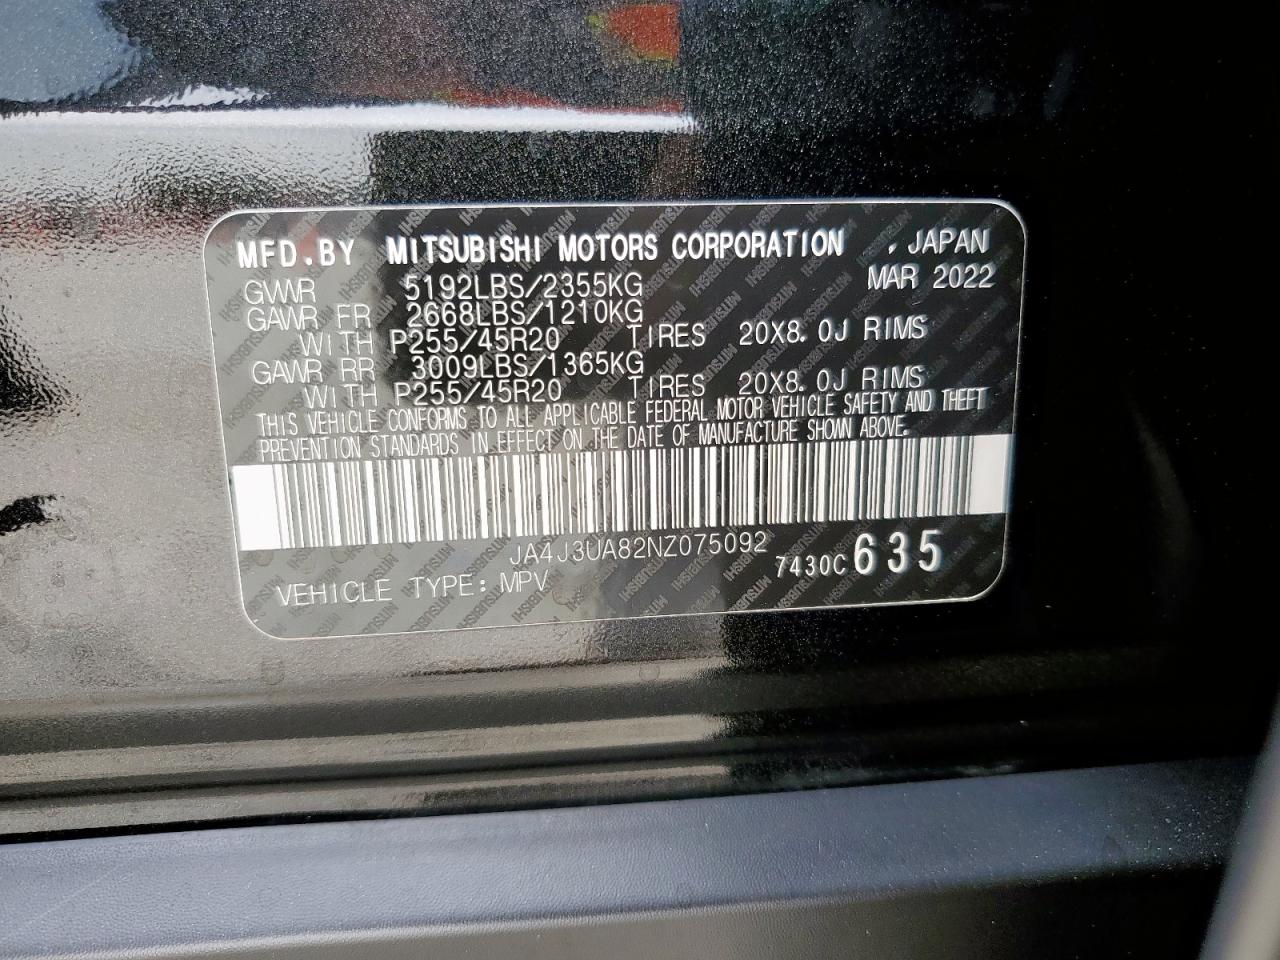 MFD.BY MITSUBISHI MOTORS CORPORATION , JAPAN
GVWR 5192LBS/2355KG MAR 2022
GAWR FR 2668LBS/1210KG
WITH P255/45R20 TIRES 20X8.0J RIMS
GAWR RR 3009LBS/1365KG
WITH P255/45R20 TIRES 20X8.0J RIMS
THIS VEHICLE CONFORMS TO ALL APPLICABLE FEDERAL MOTOR VEHICLE SAFETY AND THEFT
PREVENTION STANDARDS IN EFFECT ON THE DATE OF MANUFACTURE SHOWN ABOVE.
JA4J3UA82NZ075092 7430C 635
VEHICLE TYPE: MPV